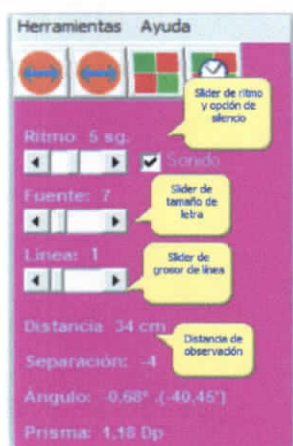 Herramientas Ayuda
Slider de ritmo
y opción de
silencio
Ritmo: 5 sg.
Sonido
Slider de
tamaño de
letra
Fuente: 7
Linea: 1
Slider de
grosor de línea
Distancia 34 cm
Distancia de
observación
Separación: -4
Ángulo: -0,68° .(-40,45')
Prisma: 1,18 Dp